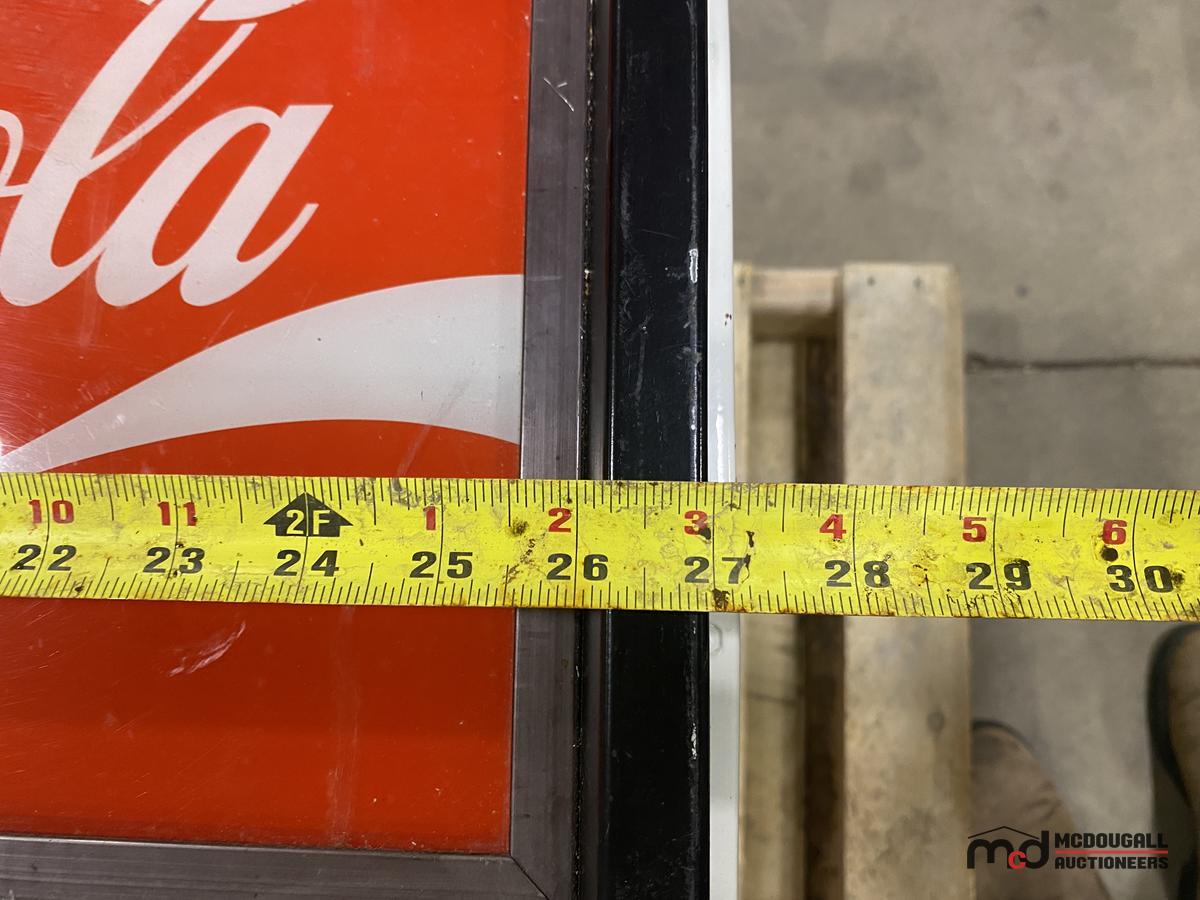 ola
10 11 2F 1 2 3 4 5 6
22 23 24 25 26 27 28 29 30
mcd MCDOUGALL
AUCTIONEERS